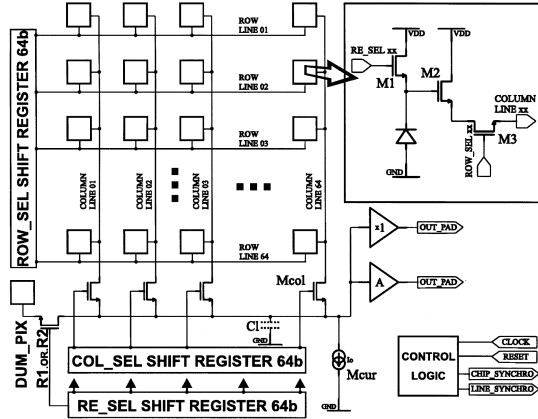 ROW_SEL SHIFT REGISTER 64b
ROW
LINE 01
ROW
LINE 02
ROW
LINE 03
COLUMN
LINE 01
COLUMN
LINE 02
COLUMN
LINE 03
COLUMN
LINE 64
ROW
LINE 64
VDD
VDD
RE_SEL xx
M1
M2
COLUMN
LINE xx
M3
ROW_SEL xx
GND
x1
OUT_PAD
A
OUT_PAD
Mcol
DUM_PIX
R1.OR.R2
Cl
GND
Io
Mcur
GND
COL_SEL SHIFT REGISTER 64b
RE_SEL SHIFT REGISTER 64b
CONTROL
LOGIC
CLOCK
RESET
CHIP_SYNCHRO
LINE_SYNCHRO